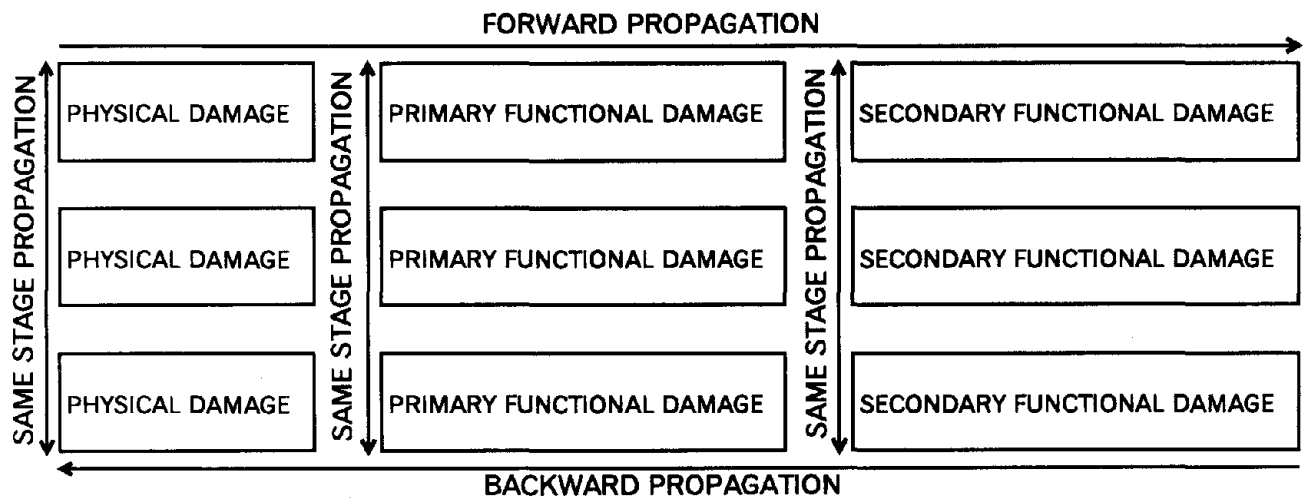 FORWARD PROPAGATION
SAME STAGE PROPAGATION
PHYSICAL DAMAGE
PHYSICAL DAMAGE
PHYSICAL DAMAGE
SAME STAGE PROPAGATION
PRIMARY FUNCTIONAL DAMAGE
PRIMARY FUNCTIONAL DAMAGE
PRIMARY FUNCTIONAL DAMAGE
SAME STAGE PROPAGATION
SECONDARY FUNCTIONAL DAMAGE
SECONDARY FUNCTIONAL DAMAGE
SECONDARY FUNCTIONAL DAMAGE
BACKWARD PROPAGATION